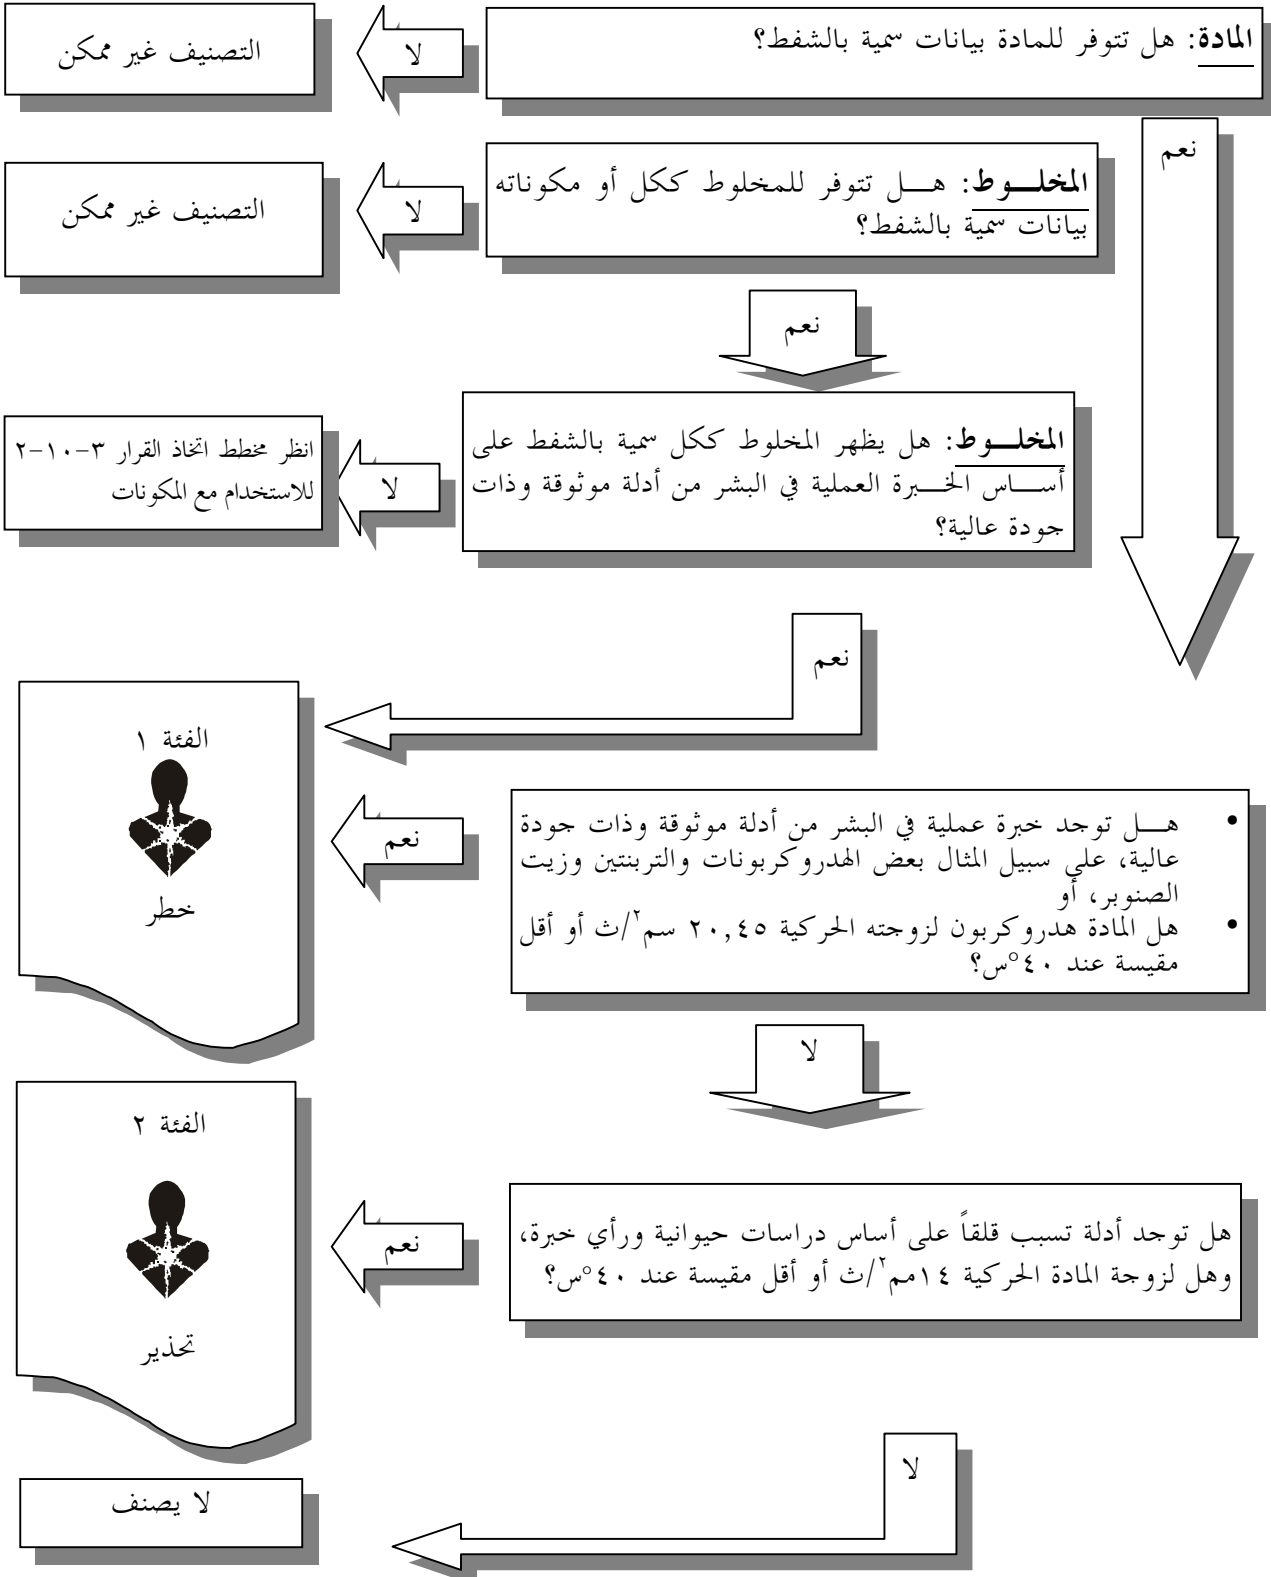 المادة: هل تتوفر للمادة بيانات سمية بالشفط؟
لا
التصنيف غير ممكن
نعم
المخلــوط: هــل تتوفر للمخلوط ككل أو مكوناته
بيانات سمية بالشفط؟
لا
التصنيف غير ممكن
نعم
المخلــوط: هل يظهر المخلوط ككل سمية بالشفط على
أســاس الخــبرة العملية في البشر من أدلة موثوقة وذات
جودة عالية؟
لا
انظر مخطط اتخاذ القرار ٣-١٠-٢
للاستخدام مع المكونات
نعم
الفئة ١
خطر
• هــل توجد خبرة عملية في البشر من أدلة موثوقة وذات جودة
عالية، على سبيل المثال بعض الهدروكربونات والتربنتين وزيت
الصنوبر، أو
• هل المادة هدروكربون لزوجته الحركية ٢٠,٤٥ سم٢/ث أو أقل
مقيسة عند ٤٠°س؟
نعم
لا
الفئة ٢
تحذير
هل توجد أدلة تسبب قلقاً على أساس دراسات حيوانية ورأي خبرة،
وهل لزوجة المادة الحركية ١٤مم٢/ث أو أقل مقيسة عند ٤٠°س؟
نعم
لا
لا يصنف